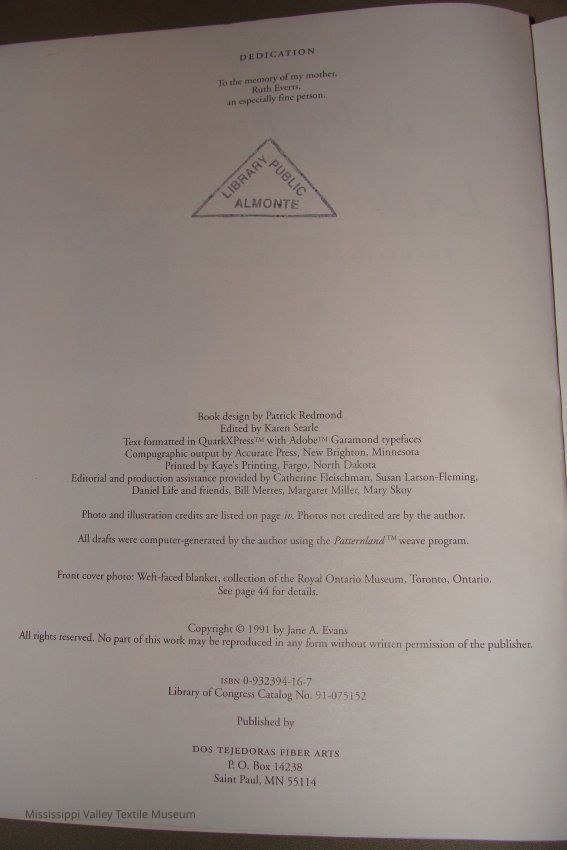 DEDICATION
To the memory of my mother,
Ruth Everts,
an especially fine person.
LIBRARY PUBLIC
ALMONTE
Book design by Patrick Redmond
Edited by Karen Searle
Text formatted in QuarkXPress™ with Adobe™ Garamond typefaces
Compugraphic output by Accurate Press, New Brighton, Minnesota
Printed by Kaye's Printing, Fargo, North Dakota
Editorial and production assistance provided by Catherine Fleischman, Susan Larson-Fleming,
Daniel Life and friends, Bill Mertes, Margaret Miller, Mary Skoy
Photo and illustration credits are listed on page iv. Photos not credited are by the author.
All drafts were computer-generated by the author using the Patternland™ weave program.
Front cover photo: Weft-faced blanket, collection of the Royal Ontario Museum, Toronto, Ontario.
See page 44 for details.
Copyright © 1991 by Jane A. Evans
All rights reserved. No part of this work may be reproduced in any form without written permission of the publisher.
ISBN 0-932394-16-7
Library of Congress Catalog No. 91-075152
Published by
DOS TEJEDORAS FIBER ARTS
P. O. Box 14238
Saint Paul, MN 55114
Mississippi Valley Textile Museum